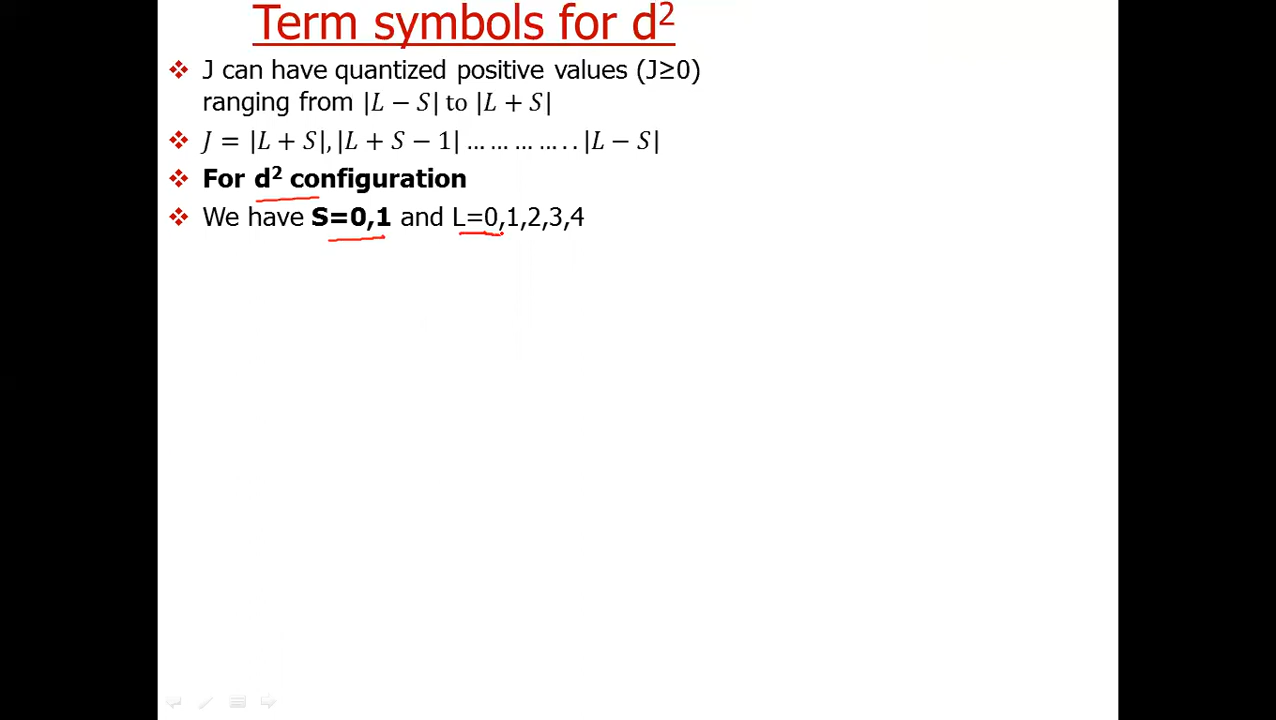 Term symbols for d²
❖ J can have quantized positive values (J≥0)
ranging from |L − S| to |L + S|
❖ J = |L + S|, |L + S − 1| … … … … . . |L − S|
❖ For d² configuration
❖ We have S=0,1 and L=0,1,2,3,4